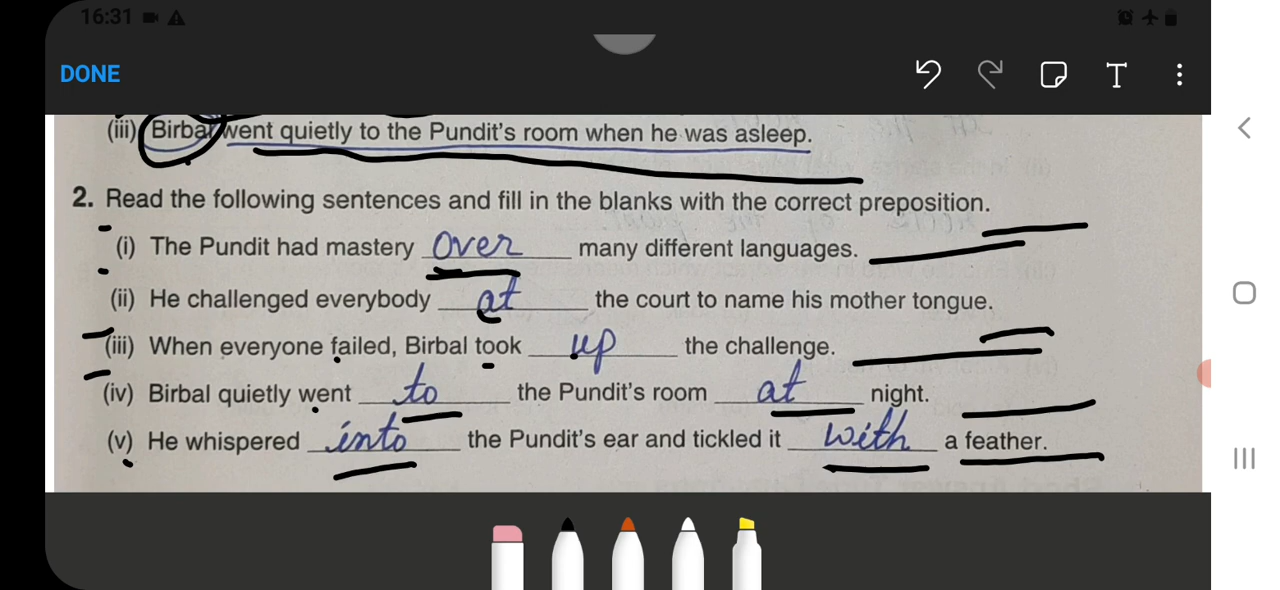 16:31
DONE
T
(iii) Birbal went quietly to the Pundit's room when he was asleep.
2. Read the following sentences and fill in the blanks with the correct preposition.
(i) The Pundit had mastery over many different languages.
(ii) He challenged everybody at the court to name his mother tongue.
(iii) When everyone failed, Birbal took up the challenge.
(iv) Birbal quietly went to the Pundit's room at night.
(v) He whispered into the Pundit's ear and tickled it with a feather.